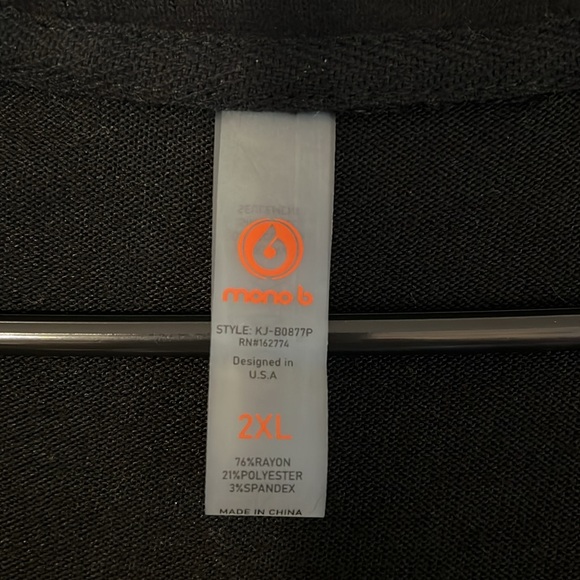 mono b
STYLE: KJ-B0877P
RN#162774
Designed in
U.S.A
2XL
76%RAYON
21%POLYESTER
3%SPANDEX
MADE IN CHINA